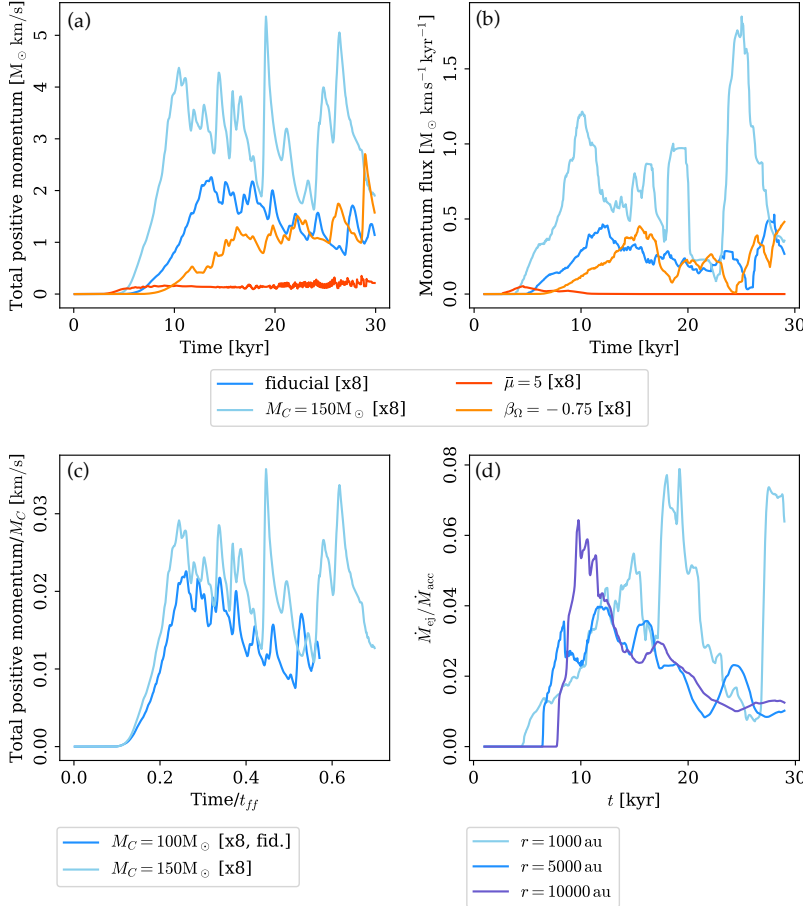 (a)
Total positive momentum [M☉ km/s]
5
4
3
2
1
0
0 10 20 30
Time [kyr]
(b)
Momentum flux [M☉ km s⁻¹ kyr⁻¹]
1.5
1.0
0.5
0.0
0 10 20 30
Time [kyr]
fiducial [x8]
M_C = 150M☉ [x8]
μ̄ = 5 [x8]
β_Ω = −0.75 [x8]
(c)
Total positive momentum/M_C [km/s]
0.03
0.02
0.01
0.00
0.0 0.2 0.4 0.6
Time/t_ff
M_C = 100M☉ [x8, fid.]
M_C = 150M☉ [x8]
(d)
Ṁ_ej/Ṁ_acc
0.08
0.06
0.04
0.02
0.00
0 10 20 30
t [kyr]
r = 1000 au
r = 5000 au
r = 10000 au